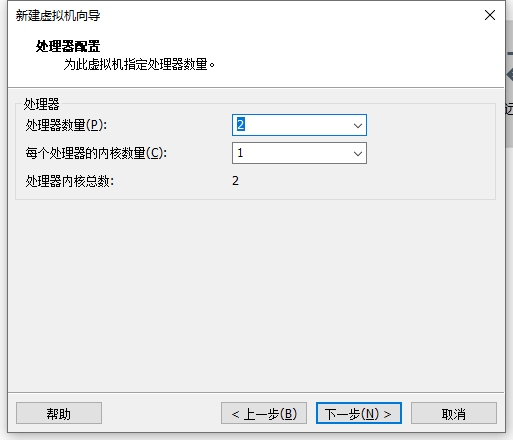 新建虚拟机向导
处理器配置
为此虚拟机指定处理器数量。
处理器
处理器数量(P): 2
每个处理器的内核数量(C): 1
处理器内核总数: 2
帮助 < 上一步(B) 下一步(N) > 取消